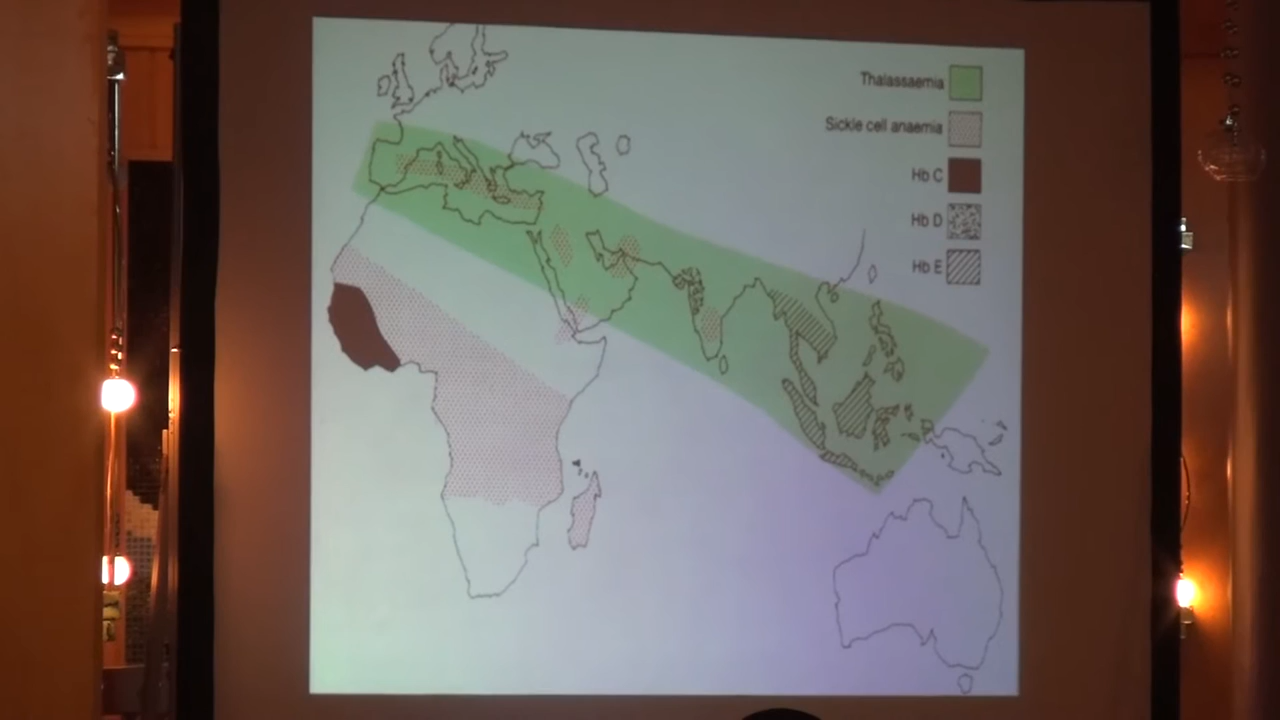 Thalassaemia
Sickle cell anaemia
Hb C
Hb D
Hb E